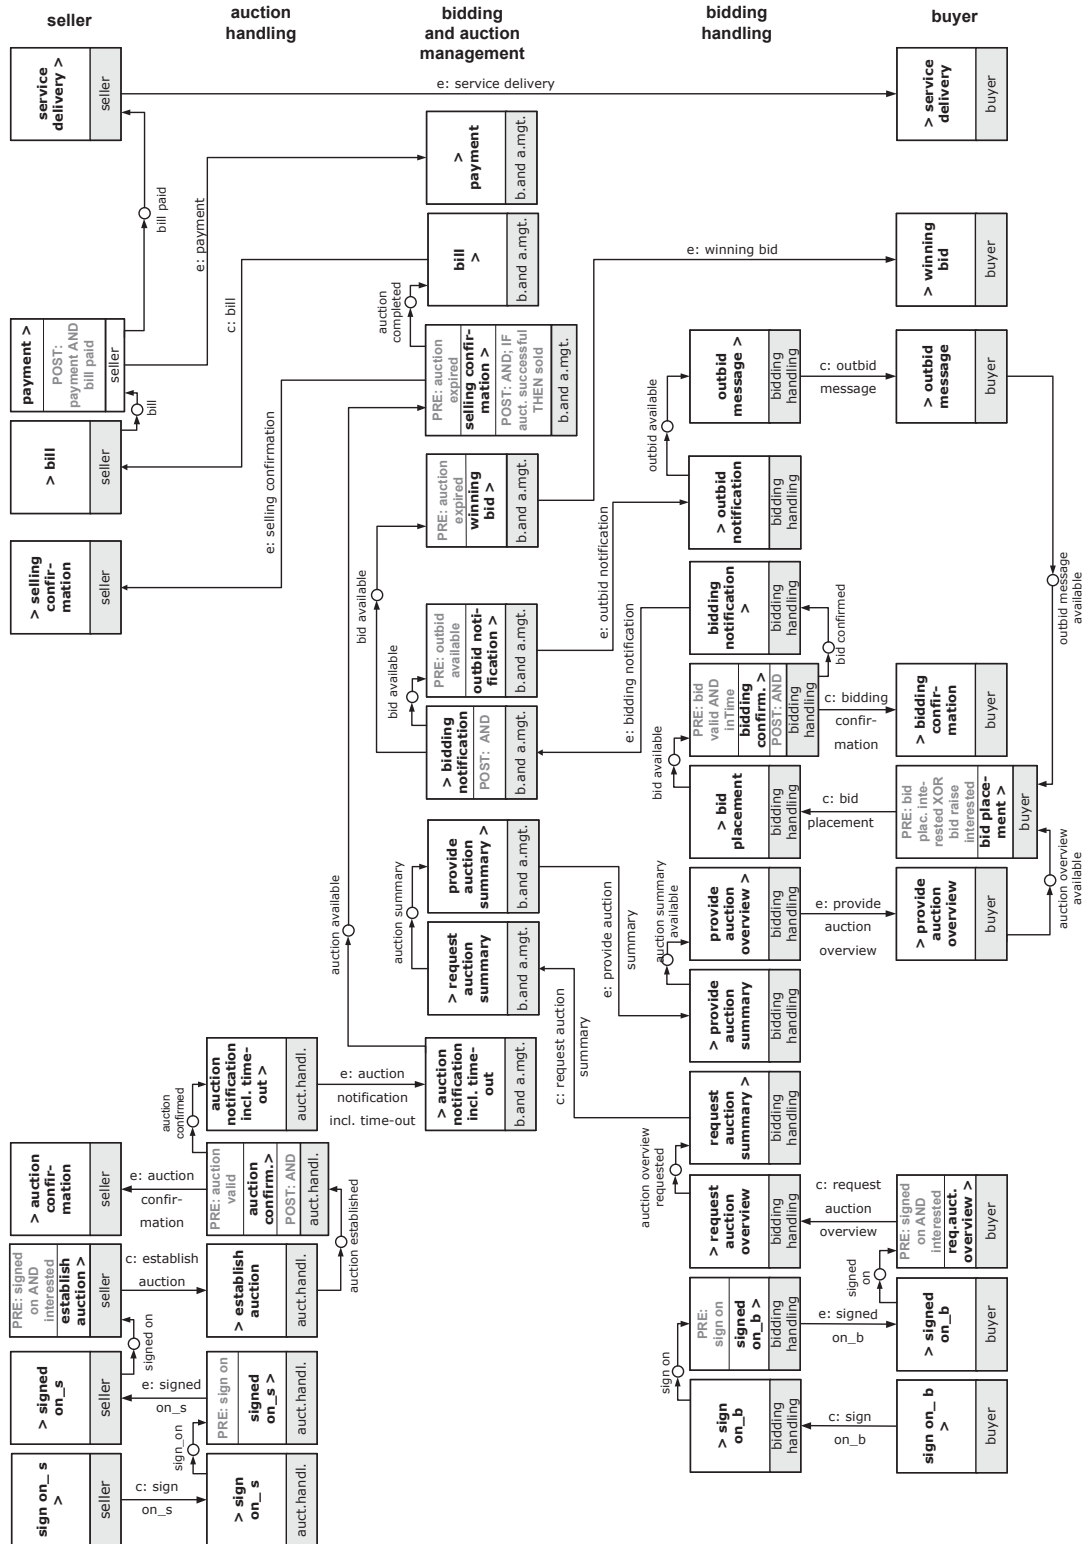 seller
auction
handling
bidding
and auction
management
bidding
handling
buyer
service
delivery >
seller
e: service delivery
> service
delivery
buyer
bill paid
e: payment
>
payment
b.and a.mgt.
payment >
POST:
payment AND
bill paid
seller
bill
c: bill
auction
completed
bill
>
b.and a.mgt.
e: winning bid
> winning
bid
buyer
> bill
seller
e: selling confirmation
PRE: auction
expired
selling confir-
mation >
POST: AND; IF
auct. successful
THEN sold
b.and a.mgt.
outbid available
outbid
message >
bidding
handling
c: outbid
message
> outbid
message
buyer
> selling
confir-
mation
seller
bid available
PRE: auction
expired
winning
bid >
b.and a.mgt.
e: outbid notification
> outbid
notification
bidding
handling
outbid message
available
bid available
PRE: outbid
available
outbid noti-
fication >
b.and a.mgt.
e: bidding notification
bidding
notification
>
bidding
handling
bid confirmed
> bidding
notification
POST: AND
b.and a.mgt.
bid available
PRE: bid
valid AND
inTime
bidding
confirm. >
POST: AND
bidding
handling
c: bidding
confir-
mation
> bidding
confir-
mation
buyer
auction available
auction summary
provide
auction
summary >
b.and a.mgt.
> bid
placement
bidding
handling
c: bid
placement
PRE: bid
plac. inte-
rested XOR
bid raise
interested
bid place-
ment >
buyer
> request
auction
summary
b.and a.mgt.
e: provide auction
summary
auction summary
available
provide
auction
overview >
bidding
handling
e: provide
auction
overview
> provide
auction
overview
buyer
auction overview
available
auction
confirmed
auction
notification
incl. time-
out >
auct.handl.
e: auction
notification
incl. time-out
> auction
notification
incl. time-
out
b.and a.mgt.
c: request auction
summary
> provide
auction
summary
bidding
handling
> auction
confir-
mation
seller
e: auction
confir-
mation
PRE: auction
valid
auction
confirm.>
POST: AND
auct.handl.
auction overview
requested
request
auction
summary >
bidding
handling
PRE: signed
on AND
interested
establish
auction >
seller
c: establish
auction
> establish
auction
auct.handl.
auction established
> request
auction
overview
bidding
handling
c: request
auction
overview
PRE: signed
on AND
interested
req.auct.
overview >
buyer
signed on
> signed
on_s
seller
e: signed
on_s
PRE: sign on
signed
on_s >
auct.handl.
sign on
PRE:
sign on
signed
on_b >
bidding
handling
e: signed
on_b
signed
on
> signed
on_b
buyer
sign on_ s
>
seller
c: sign
on_s
sign_on
> sign
on_ s
auct.handl.
> sign
on_b
bidding
handling
c: sign
on_b
sign on_ b
>
buyer